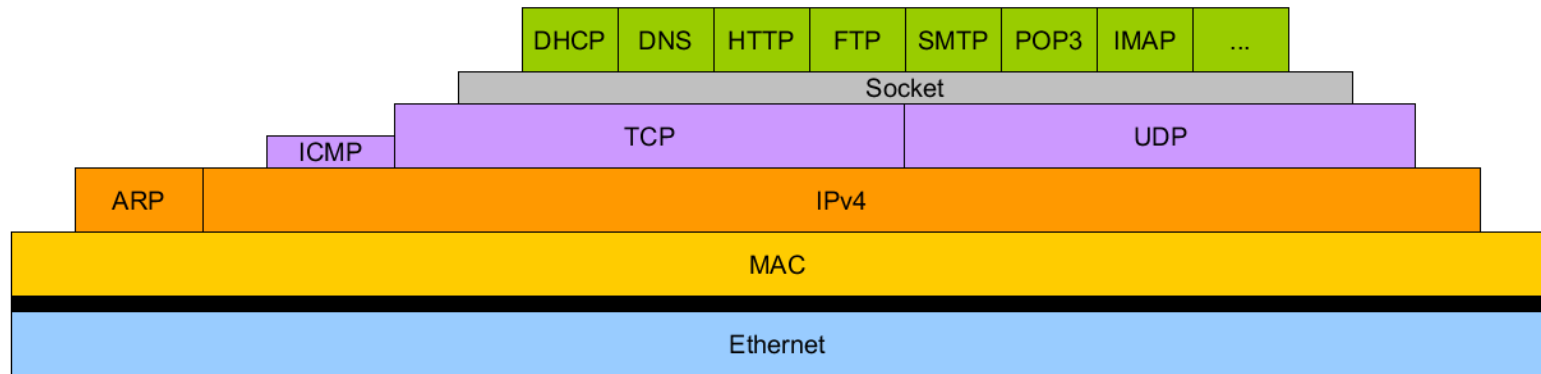 DHCP DNS HTTP FTP SMTP POP3 IMAP ...
Socket
TCP UDP
ICMP
ARP IPv4
MAC
Ethernet